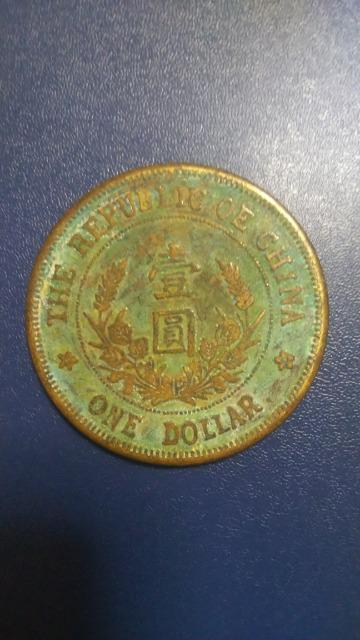 THE REPUBLIC OF CHINA
壹
圓
ONE DOLLAR